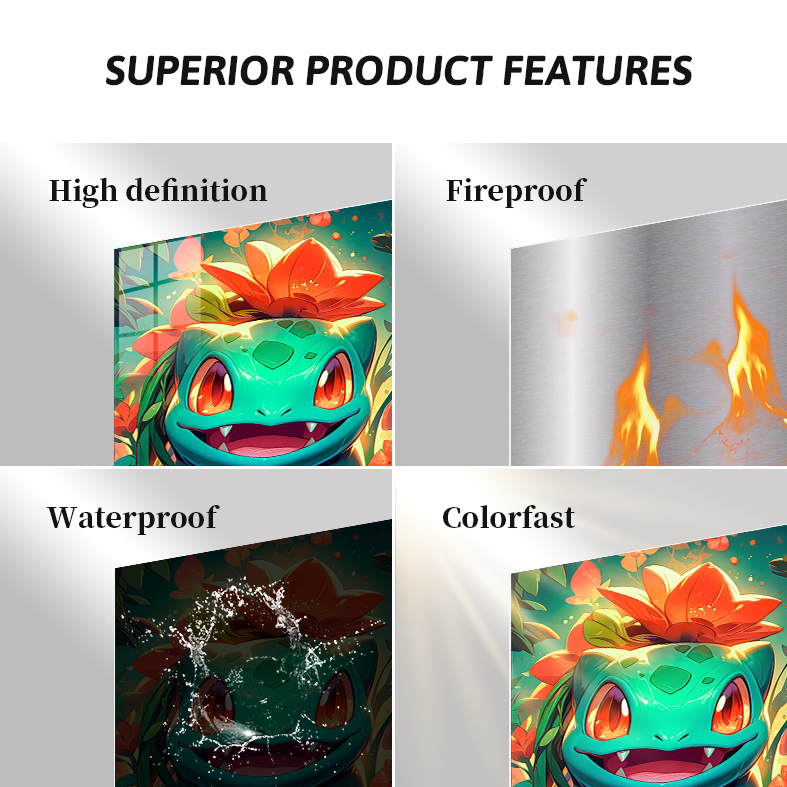 SUPERIOR PRODUCT FEATURES
High definition
Fireproof
Waterproof
Colorfast